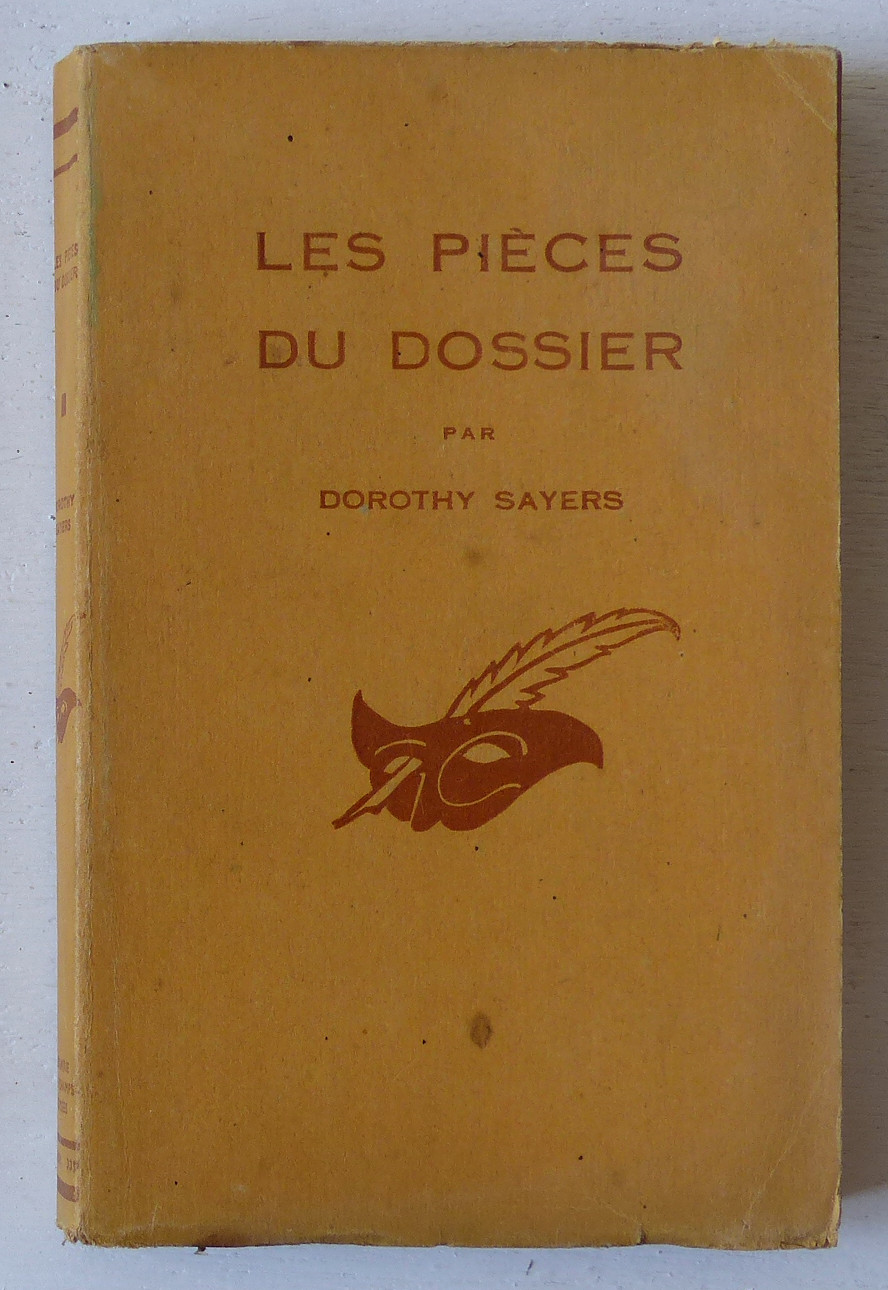 LES PIÈCES
DU DOSSIER
PAR
DOROTHY SAYERS